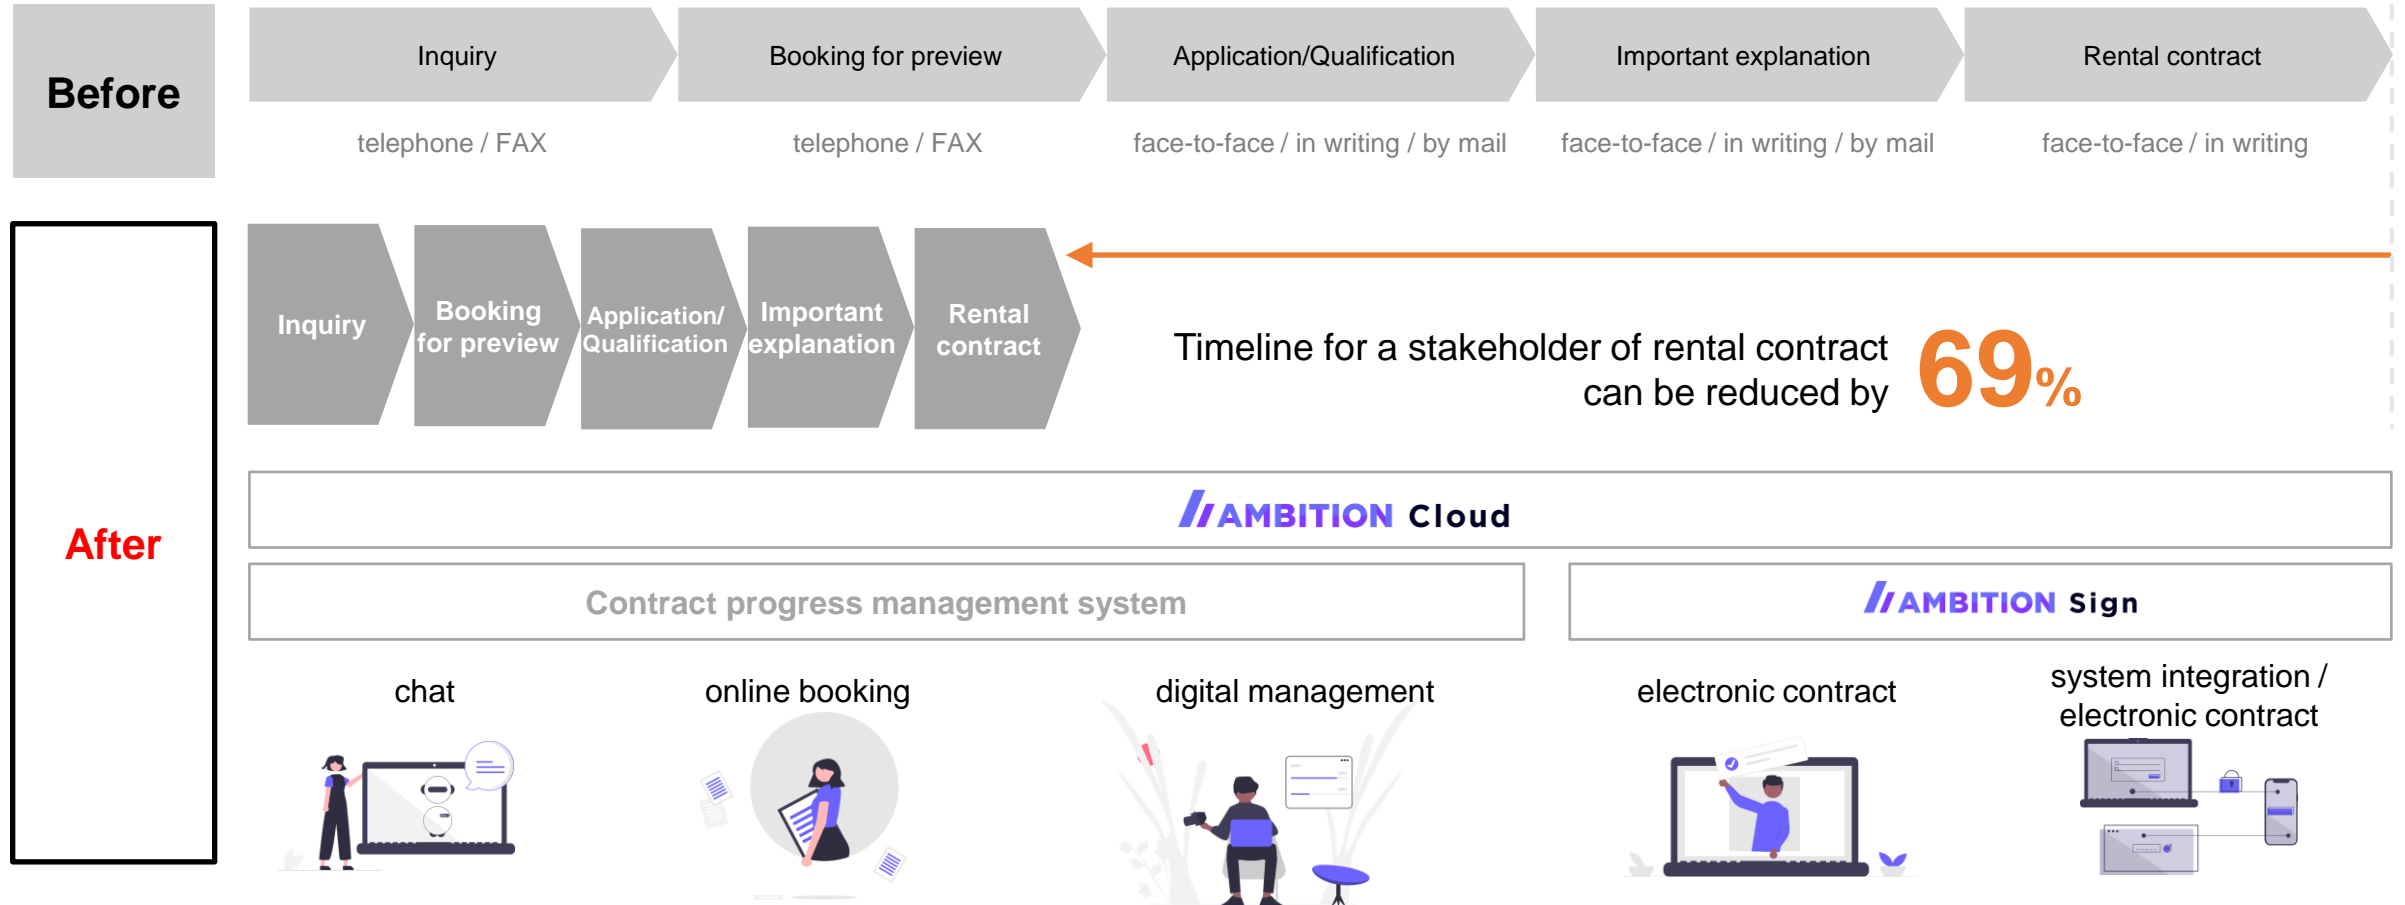 Before
Inquiry
Booking for preview
Application/Qualification
Important explanation
Rental contract
telephone / FAX
telephone / FAX
face-to-face / in writing / by mail
face-to-face / in writing / by mail
face-to-face / in writing
After
Inquiry
Booking
for preview
Application/
Qualification
Important
explanation
Rental
contract
Timeline for a stakeholder of rental contract
can be reduced by
69%
AMBITION Cloud
Contract progress management system
AMBITION Sign
chat
online booking
digital management
electronic contract
system integration /
electronic contract